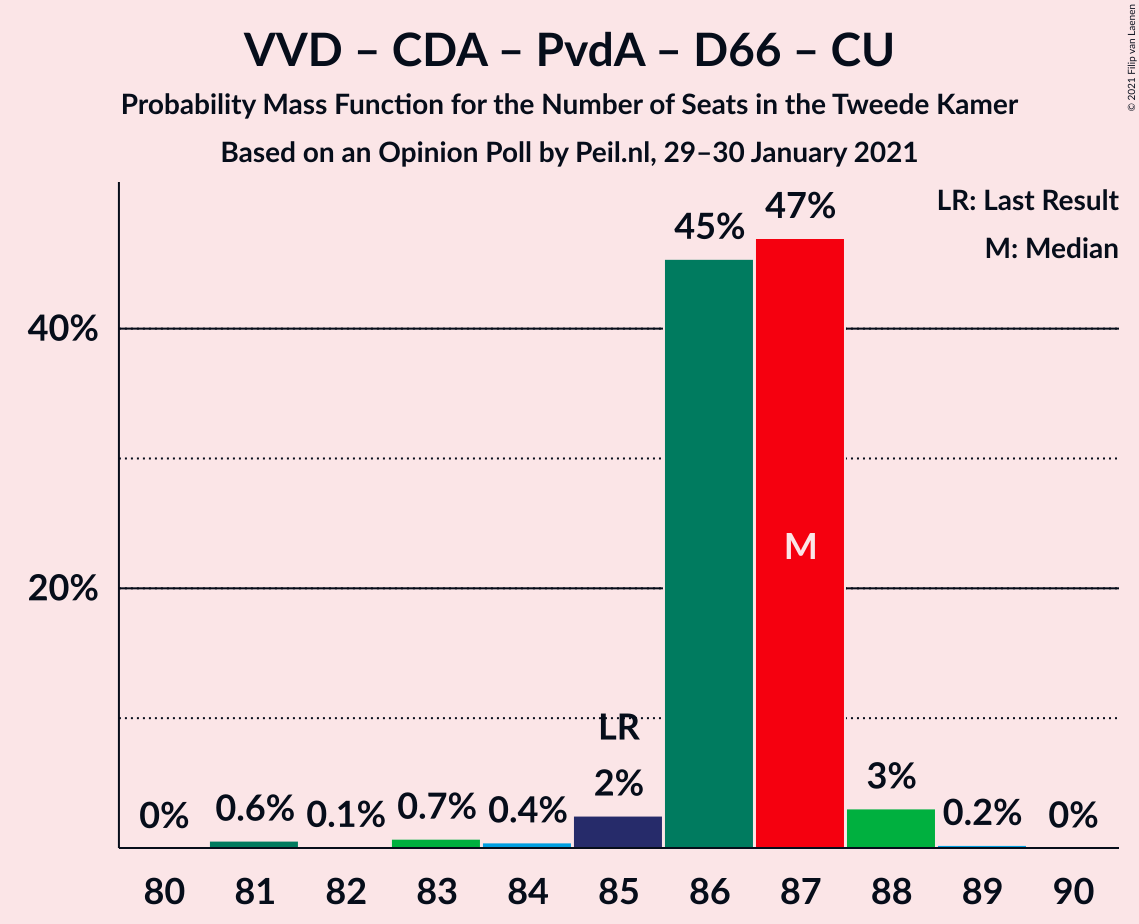 VVD – CDA – PvdA – D66 – CU
Probability Mass Function for the Number of Seats in the Tweede Kamer
Based on an Opinion Poll by Peil.nl, 29–30 January 2021
© 2021 Filip van Laenen
LR: Last Result
M: Median
40%
20%
0%
0.6%
0.1%
0.7%
0.4%
LR
2%
45%
47%
M
3%
0.2%
0%
80 81 82 83 84 85 86 87 88 89 90